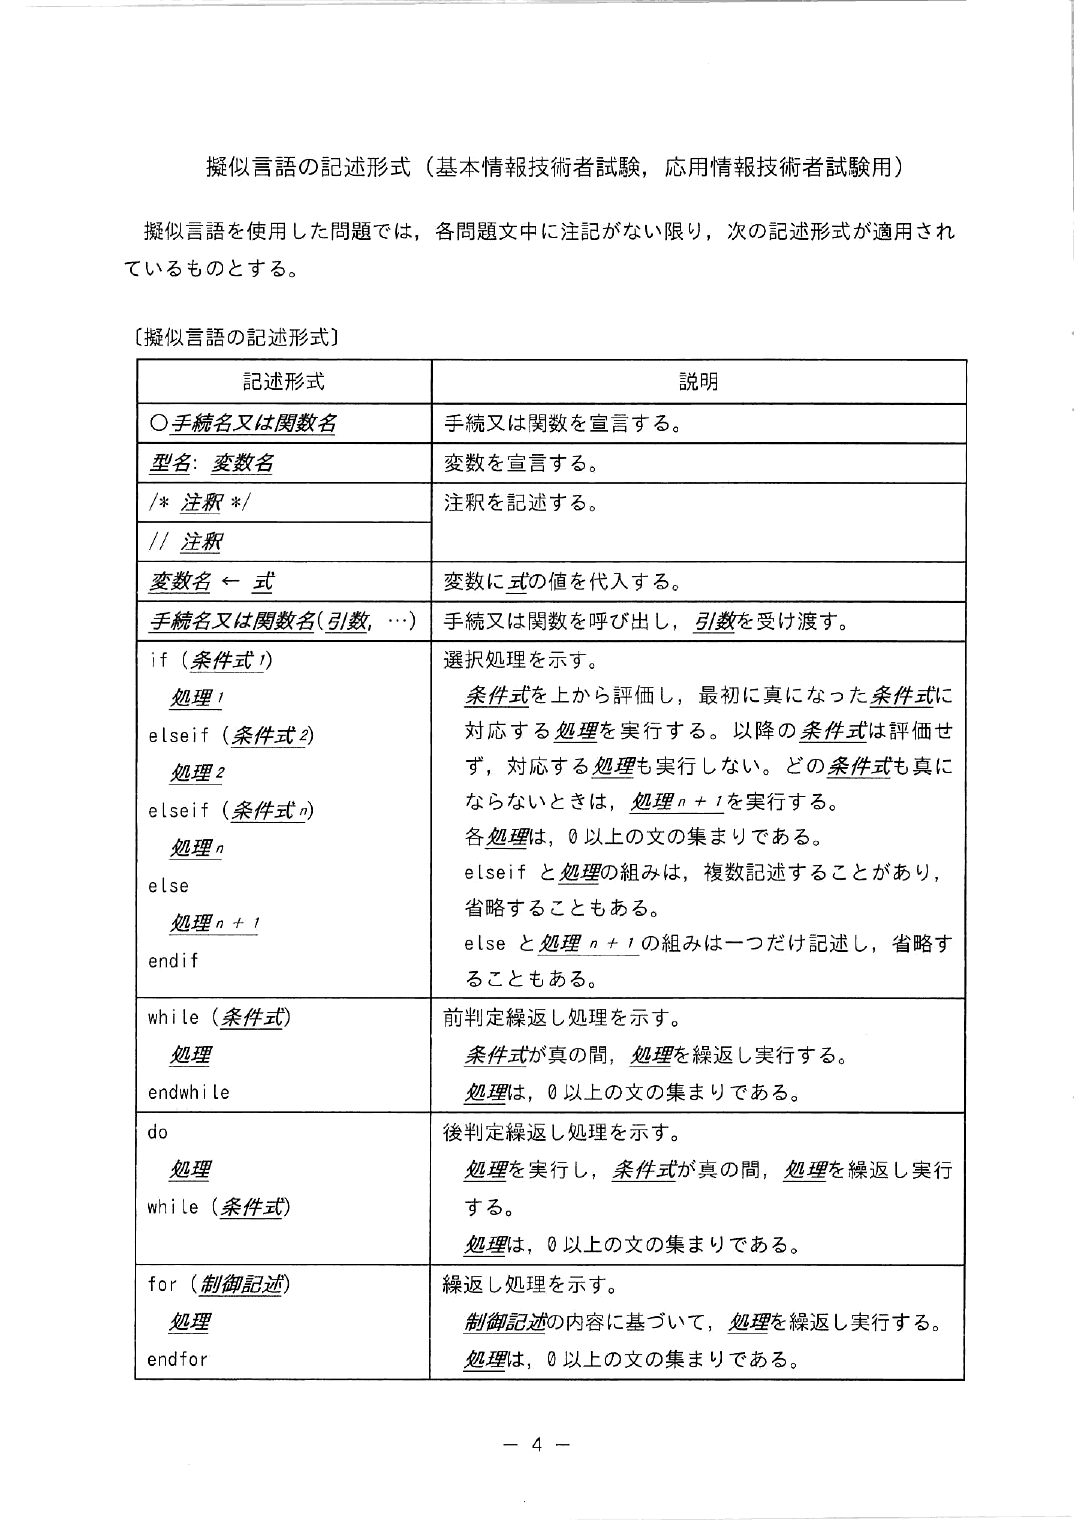 擬似言語の記述形式（基本情報技術者試験，応用情報技術者試験用）
擬似言語を使用した問題では，各問題文中に注記がない限り，次の記述形式が適用され
ているものとする。
〔擬似言語の記述形式〕
記述形式 説明
○手続名又は関数名 手続又は関数を宣言する。
型名: 変数名 変数を宣言する。
/* 注釈 */ 注釈を記述する。
// 注釈
変数名 ← 式 変数に式の値を代入する。
手続名又は関数名(引数, …) 手続又は関数を呼び出し，引数を受け渡す。
if (条件式1)
処理1
elseif (条件式2)
処理2
elseif (条件式n)
処理n
else
処理n + 1
endif
選択処理を示す。
条件式を上から評価し，最初に真になった条件式に
対応する処理を実行する。以降の条件式は評価せ
ず，対応する処理も実行しない。どの条件式も真に
ならないときは，処理n + 1を実行する。
各処理は，0 以上の文の集まりである。
elseif と処理の組みは，複数記述することがあり，
省略することもある。
else と処理 n + 1 の組みは一つだけ記述し，省略す
ることもある。
while (条件式)
処理
endwhile
前判定繰返し処理を示す。
条件式が真の間，処理を繰返し実行する。
処理は，0 以上の文の集まりである。
do
処理
while (条件式)
後判定繰返し処理を示す。
処理を実行し，条件式が真の間，処理を繰返し実行
する。
処理は，0 以上の文の集まりである。
for (制御記述)
処理
endfor
繰返し処理を示す。
制御記述の内容に基づいて，処理を繰返し実行する。
処理は，0 以上の文の集まりである。
－ 4 －